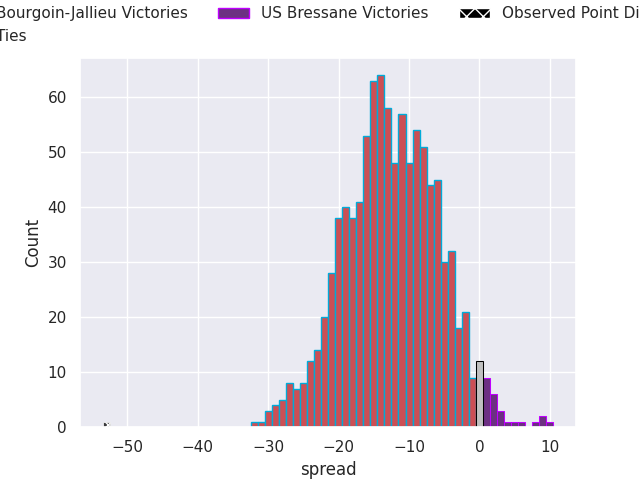 Bourgoin-Jallieu Victories US Bressane Victories Observed Point Di
Ties
60
50
40
30
20
10
0
Count
−50 −40 −30 −20 −10 0 10
spread